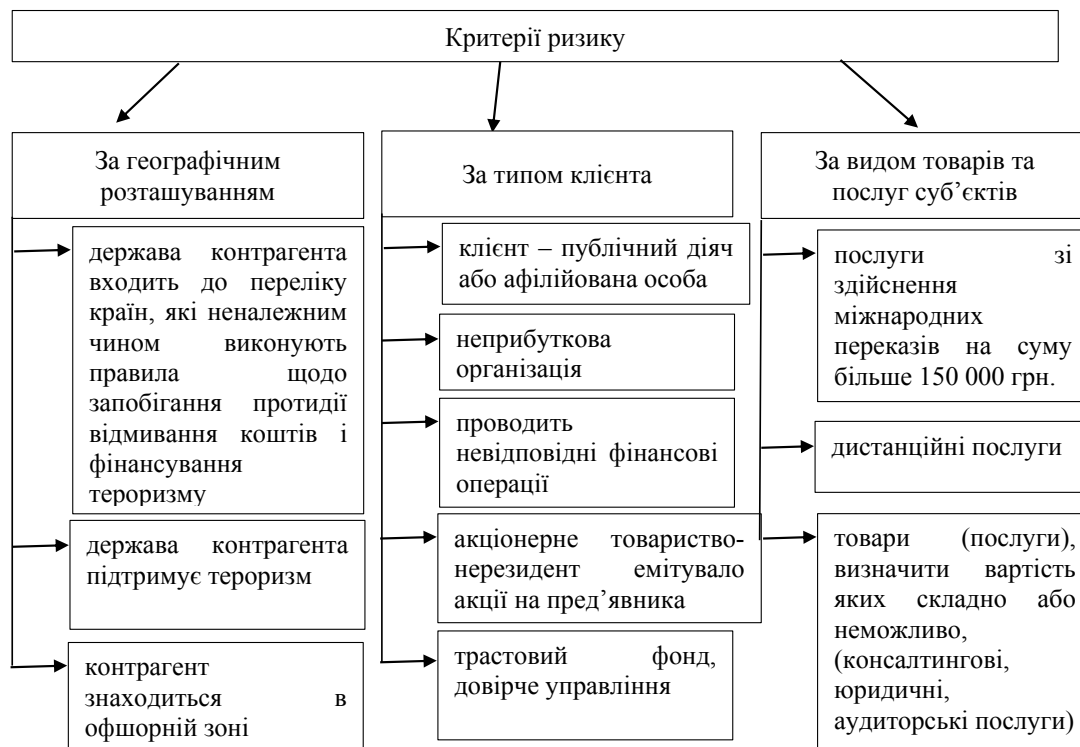 Критерії ризику
За географічним
розташуванням
держава контрагента
входить до переліку
країн, які неналежним
чином виконують
правила щодо
запобігання протидії
відмивання коштів і
фінансування
тероризму
держава контрагента
підтримує тероризм
контрагент
знаходиться в
офшорній зоні
За типом клієнта
клієнт – публічний діяч
або афілійована особа
неприбуткова
організація
проводить
невідповідні фінансові
операції
акціонерне товариство-
нерезидент емітувало
акції на пред’явника
трастовий фонд,
довірче управління
За видом товарів та
послуг суб’єктів
послуги зі
здійснення
міжнародних
переказів на суму
більше 150 000 грн.
дистанційні послуги
товари (послуги),
визначити вартість
яких складно або
неможливо,
(консалтингові,
юридичні,
аудиторські послуги)